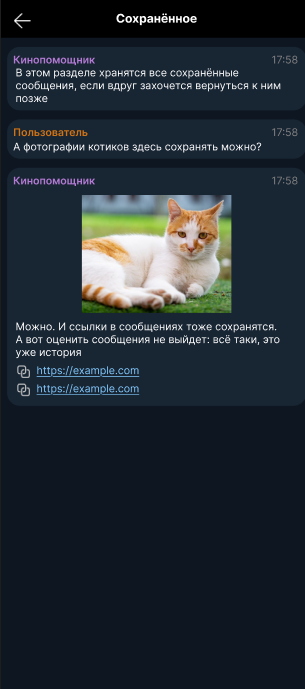 Сохранённое
Кинопомощник 17:58
В этом разделе хранятся все сохранённые
сообщения, если вдруг захочется вернуться к ним
позже
Пользователь 17:58
А фотографии котиков здесь сохранять можно?
Кинопомощник 17:58
Можно. И ссылки в сообщениях тоже сохранятся.
А вот оценить сообщения не выйдет: всё таки, это
уже история
https://example.com
https://example.com